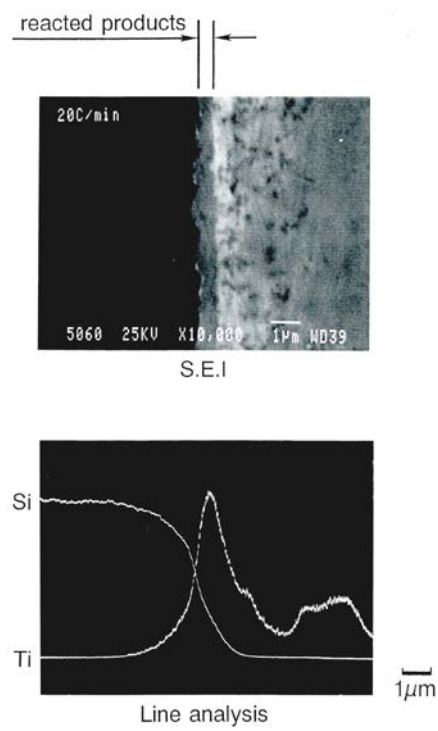 reacted products
20C/min
5060 25KV X10,000 1μm WD39
S.E.I
Si
Ti
1μm
Line analysis